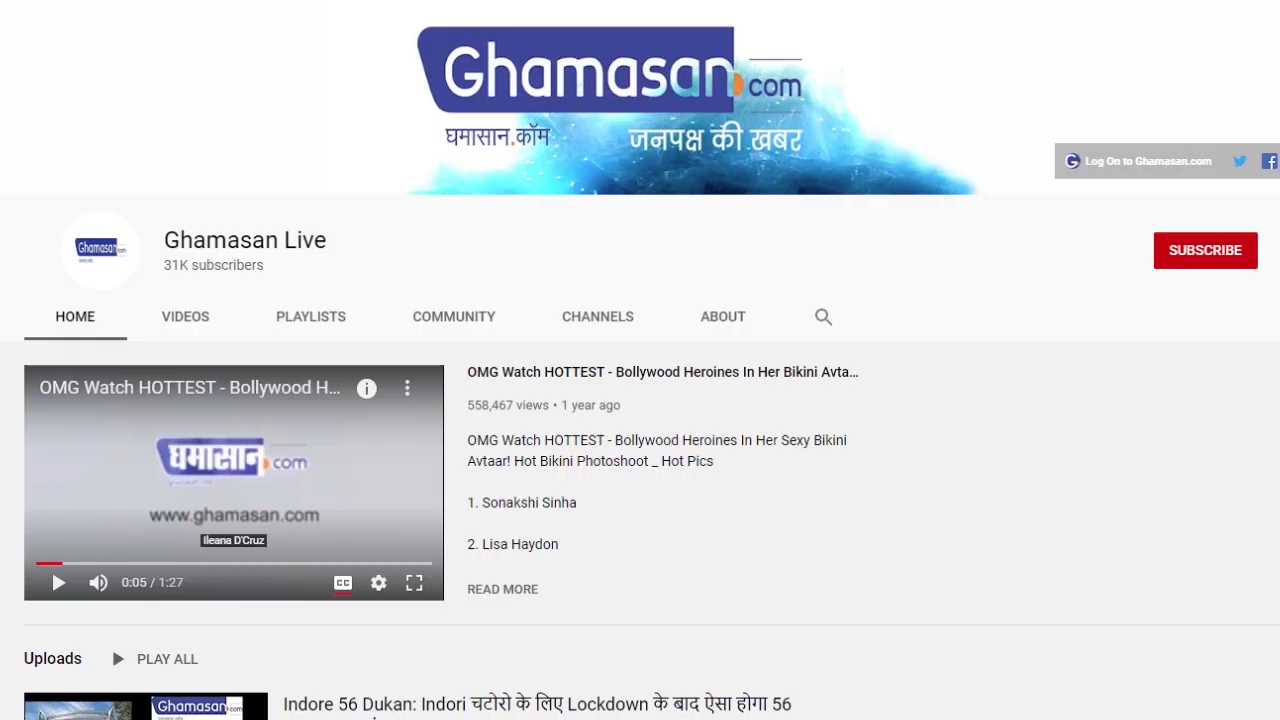 Ghamasan.com
घमासान.कॉम
जनपक्ष की खबर
Log On to Ghamasan.com
Ghamasan
Ghamasan Live
31K subscribers
SUBSCRIBE
HOME VIDEOS PLAYLISTS COMMUNITY CHANNELS ABOUT
OMG Watch HOTTEST - Bollywood H...
घमासान.com
www.ghamasan.com
Ileana D'Cruz
0:05 / 1:27
CC
OMG Watch HOTTEST - Bollywood Heroines In Her Bikini Avta...
558,467 views • 1 year ago
OMG Watch HOTTEST - Bollywood Heroines In Her Sexy Bikini
Avtaar! Hot Bikini Photoshoot _ Hot Pics
1. Sonakshi Sinha
2. Lisa Haydon
READ MORE
Uploads PLAY ALL
Ghamasan
Indore 56 Dukan: Indori चटोरो के लिए Lockdown के बाद ऐसा होगा 56